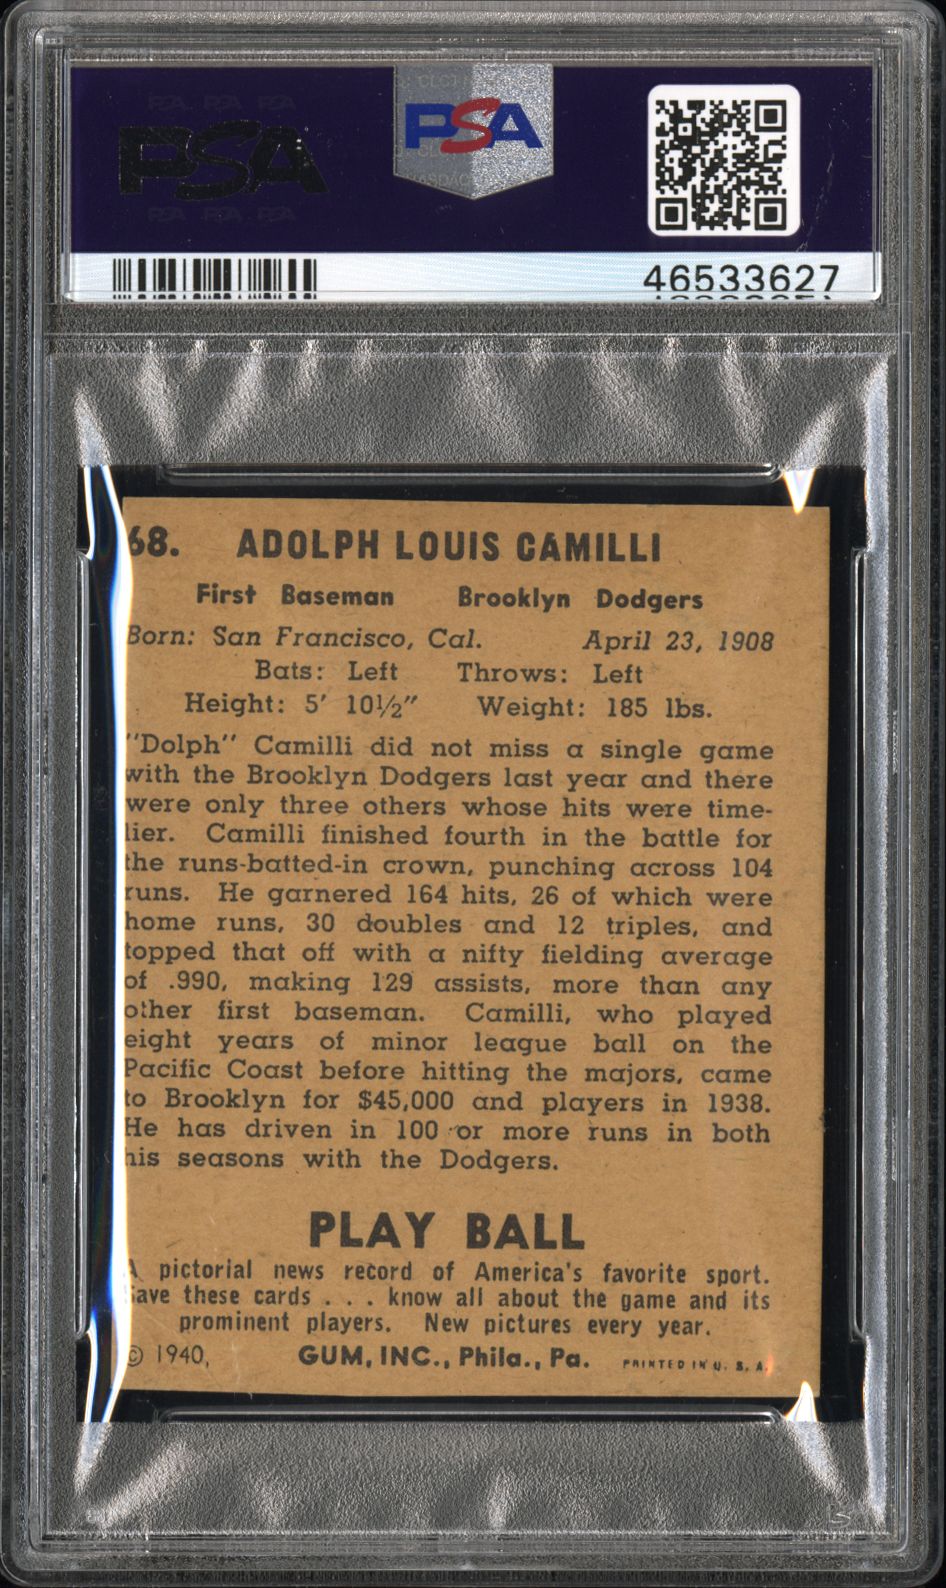 PSA PSA PSA
PSA
PSA PSA PSA
PSA
46533627
68. ADOLPH LOUIS CAMILLI
First Baseman Brooklyn Dodgers
Born: San Francisco, Cal. April 23, 1908
Bats: Left Throws: Left
Height: 5' 10½" Weight: 185 lbs.
"Dolph" Camilli did not miss a single game
with the Brooklyn Dodgers last year and there
were only three others whose hits were time-
lier. Camilli finished fourth in the battle for
the runs-batted-in crown, punching across 104
runs. He garnered 164 hits, 26 of which were
home runs, 30 doubles and 12 triples, and
topped that off with a nifty fielding average
of .990, making 129 assists, more than any
other first baseman. Camilli, who played
eight years of minor league ball on the
Pacific Coast before hitting the majors, came
to Brooklyn for $45,000 and players in 1938.
He has driven in 100 or more runs in both
his seasons with the Dodgers.
PLAY BALL
A pictorial news record of America's favorite sport.
Save these cards . . . know all about the game and its
prominent players. New pictures every year.
© 1940, GUM, INC., Phila., Pa. PRINTED IN U. S. A.